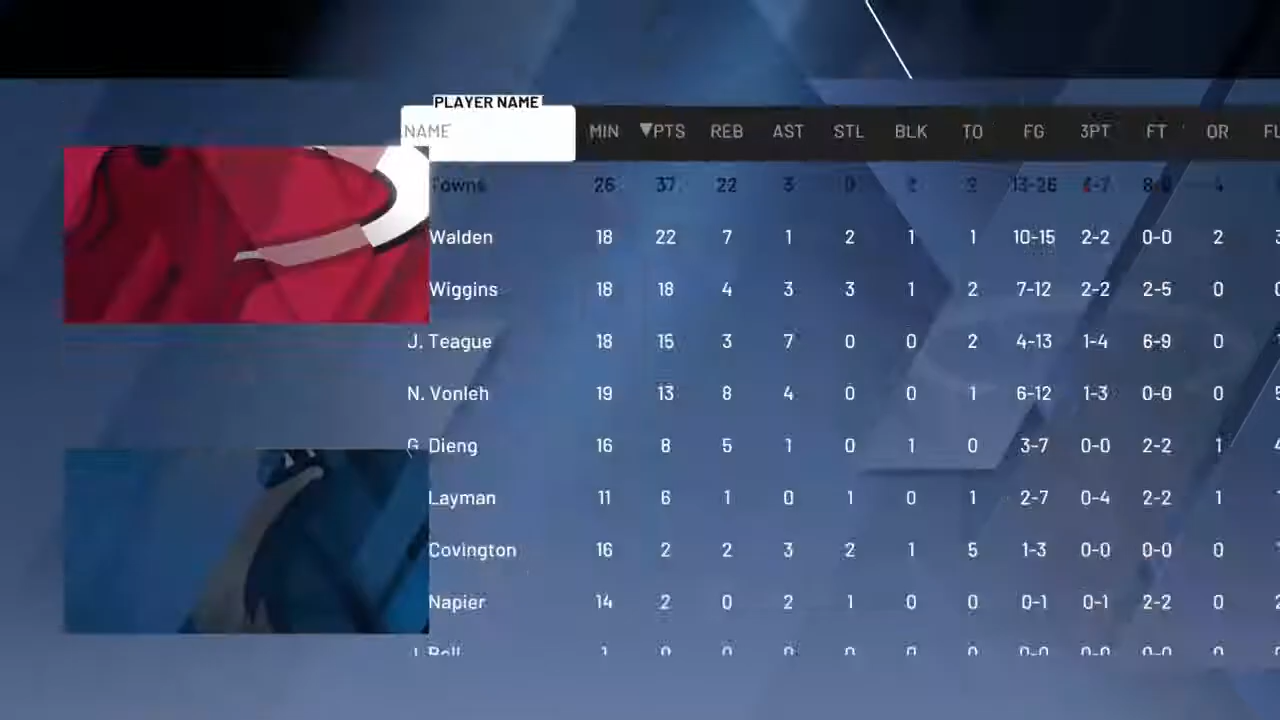 PLAYER NAME
NAME MIN ▼PTS REB AST STL BLK TO FG 3PT FT OR
Towns 26 37 22 3 0 13-26 4-7 4
Walden 18 22 7 1 2 1 1 10-15 2-2 0-0 2
Wiggins 18 18 4 3 3 1 2 7-12 2-2 2-5 0
J. Teague 18 15 3 7 0 0 2 4-13 1-4 6-9 0
N. Vonleh 19 13 8 4 0 0 1 6-12 1-3 0-0 0
G Dieng 16 8 5 1 0 1 0 3-7 0-0 2-2 1
Layman 11 6 1 0 1 0 1 2-7 0-4 2-2 1
Covington 16 2 2 3 2 1 5 1-3 0-0 0-0 0
Napier 14 2 0 2 1 0 0 0-1 0-1 2-2 0